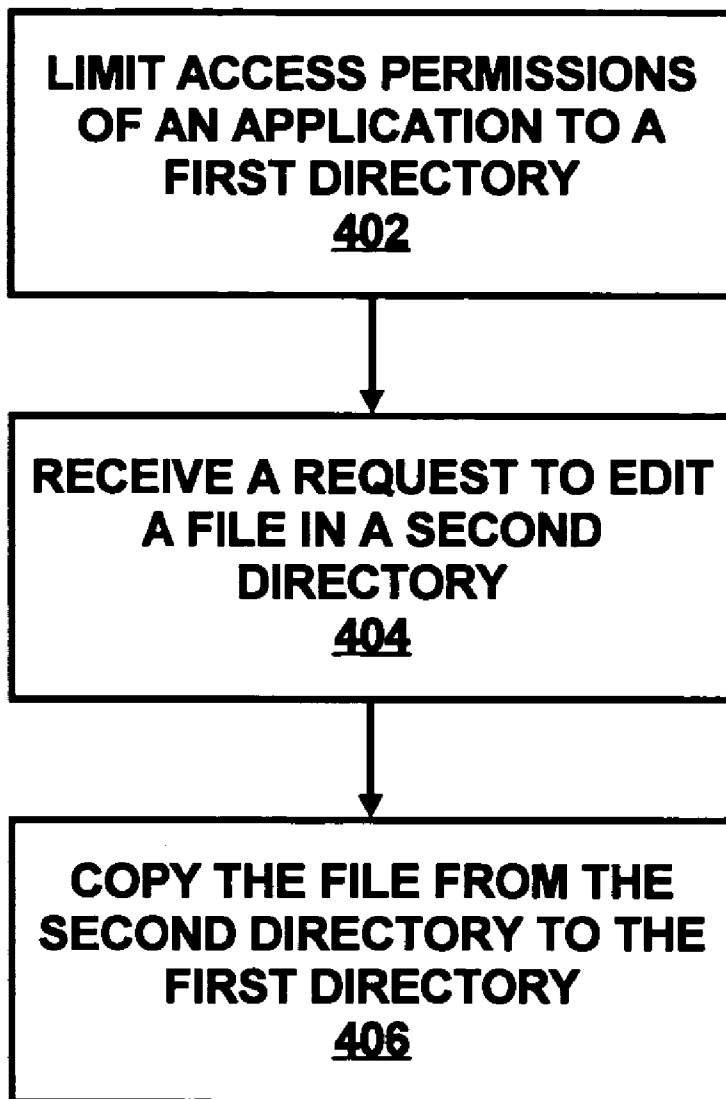 LIMIT ACCESS PERMISSIONS
OF AN APPLICATION TO A
FIRST DIRECTORY
402
RECEIVE A REQUEST TO EDIT
A FILE IN A SECOND
DIRECTORY
404
COPY THE FILE FROM THE
SECOND DIRECTORY TO THE
FIRST DIRECTORY
406